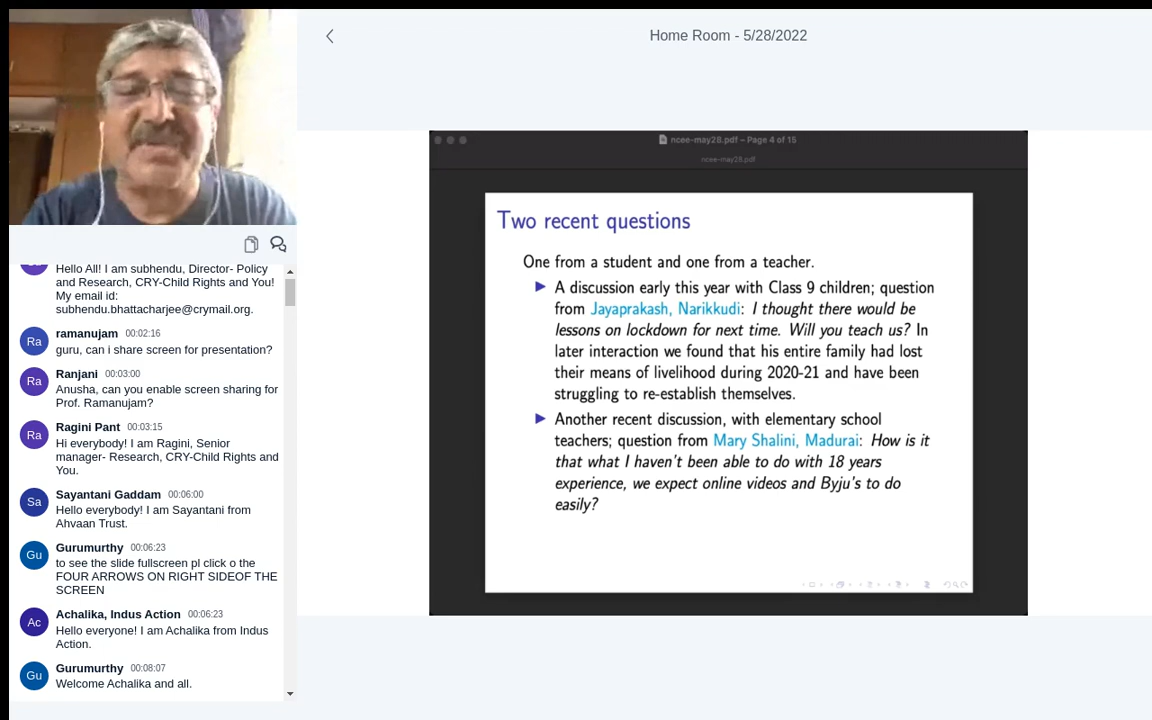 Home Room - 5/28/2022
ncee-may28.pdf – Page 4 of 15
ncee-may28.pdf
Two recent questions
One from a student and one from a teacher.
A discussion early this year with Class 9 children; question
from Jayaprakash, Narikkudi: I thought there would be
lessons on lockdown for next time. Will you teach us? In
later interaction we found that his entire family had lost
their means of livelihood during 2020-21 and have been
struggling to re-establish themselves.
Another recent discussion, with elementary school
teachers; question from Mary Shalini, Madurai: How is it
that what I haven't been able to do with 18 years
experience, we expect online videos and Byju's to do
easily?
Hello All! I am subhendu, Director- Policy
and Research, CRY-Child Rights and You!
My email id:
subhendu.bhattacharjee@crymail.org.
Ra
ramanujam 00:02:16
guru, can i share screen for presentation?
Ra
Ranjani 00:03:00
Anusha, can you enable screen sharing for
Prof. Ramanujam?
Ra
Ragini Pant 00:03:15
Hi everybody! I am Ragini, Senior
manager- Research, CRY-Child Rights and
You.
Sa
Sayantani Gaddam 00:06:00
Hello everybody! I am Sayantani from
Ahvaan Trust.
Gu
Gurumurthy 00:06:23
to see the slide fullscreen pl click o the
FOUR ARROWS ON RIGHT SIDEOF THE
SCREEN
Ac
Achalika, Indus Action 00:06:23
Hello everyone! I am Achalika from Indus
Action.
Gu
Gurumurthy 00:08:07
Welcome Achalika and all.